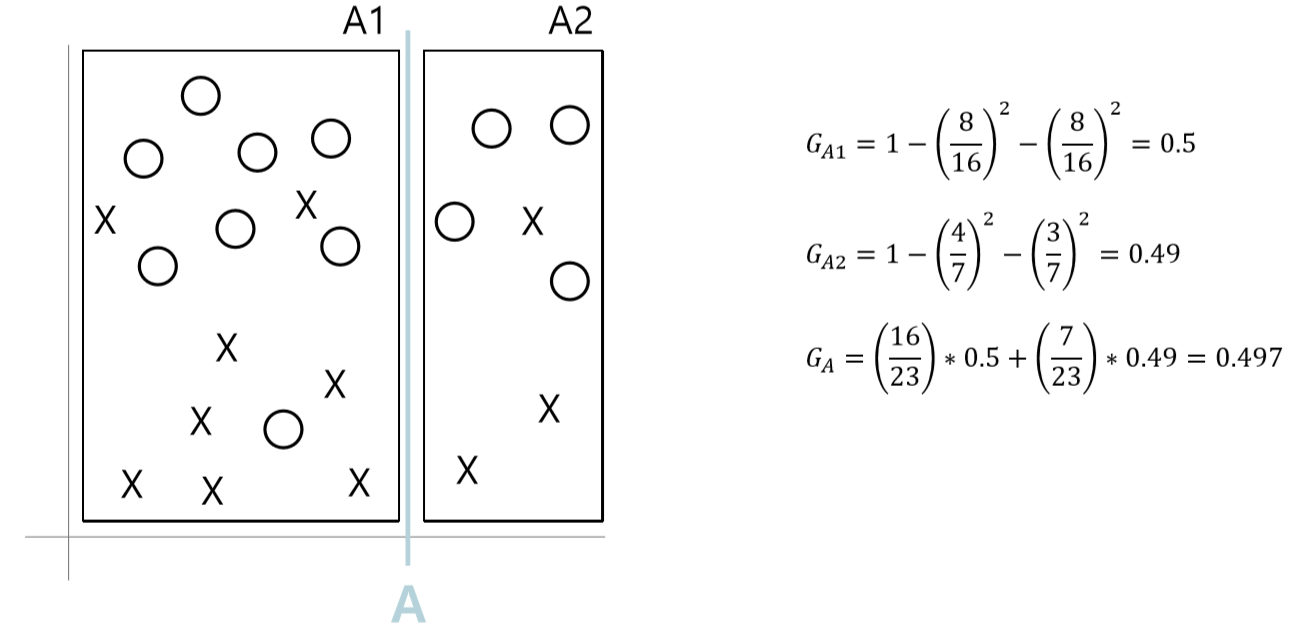 A1 A2
X X
X
X
X
X
X
X X X
X
X
A
G_{A1} = 1 − (8/16)^2 − (8/16)^2 = 0.5
G_{A2} = 1 − (4/7)^2 − (3/7)^2 = 0.49
G_A = (16/23) * 0.5 + (7/23) * 0.49 = 0.497